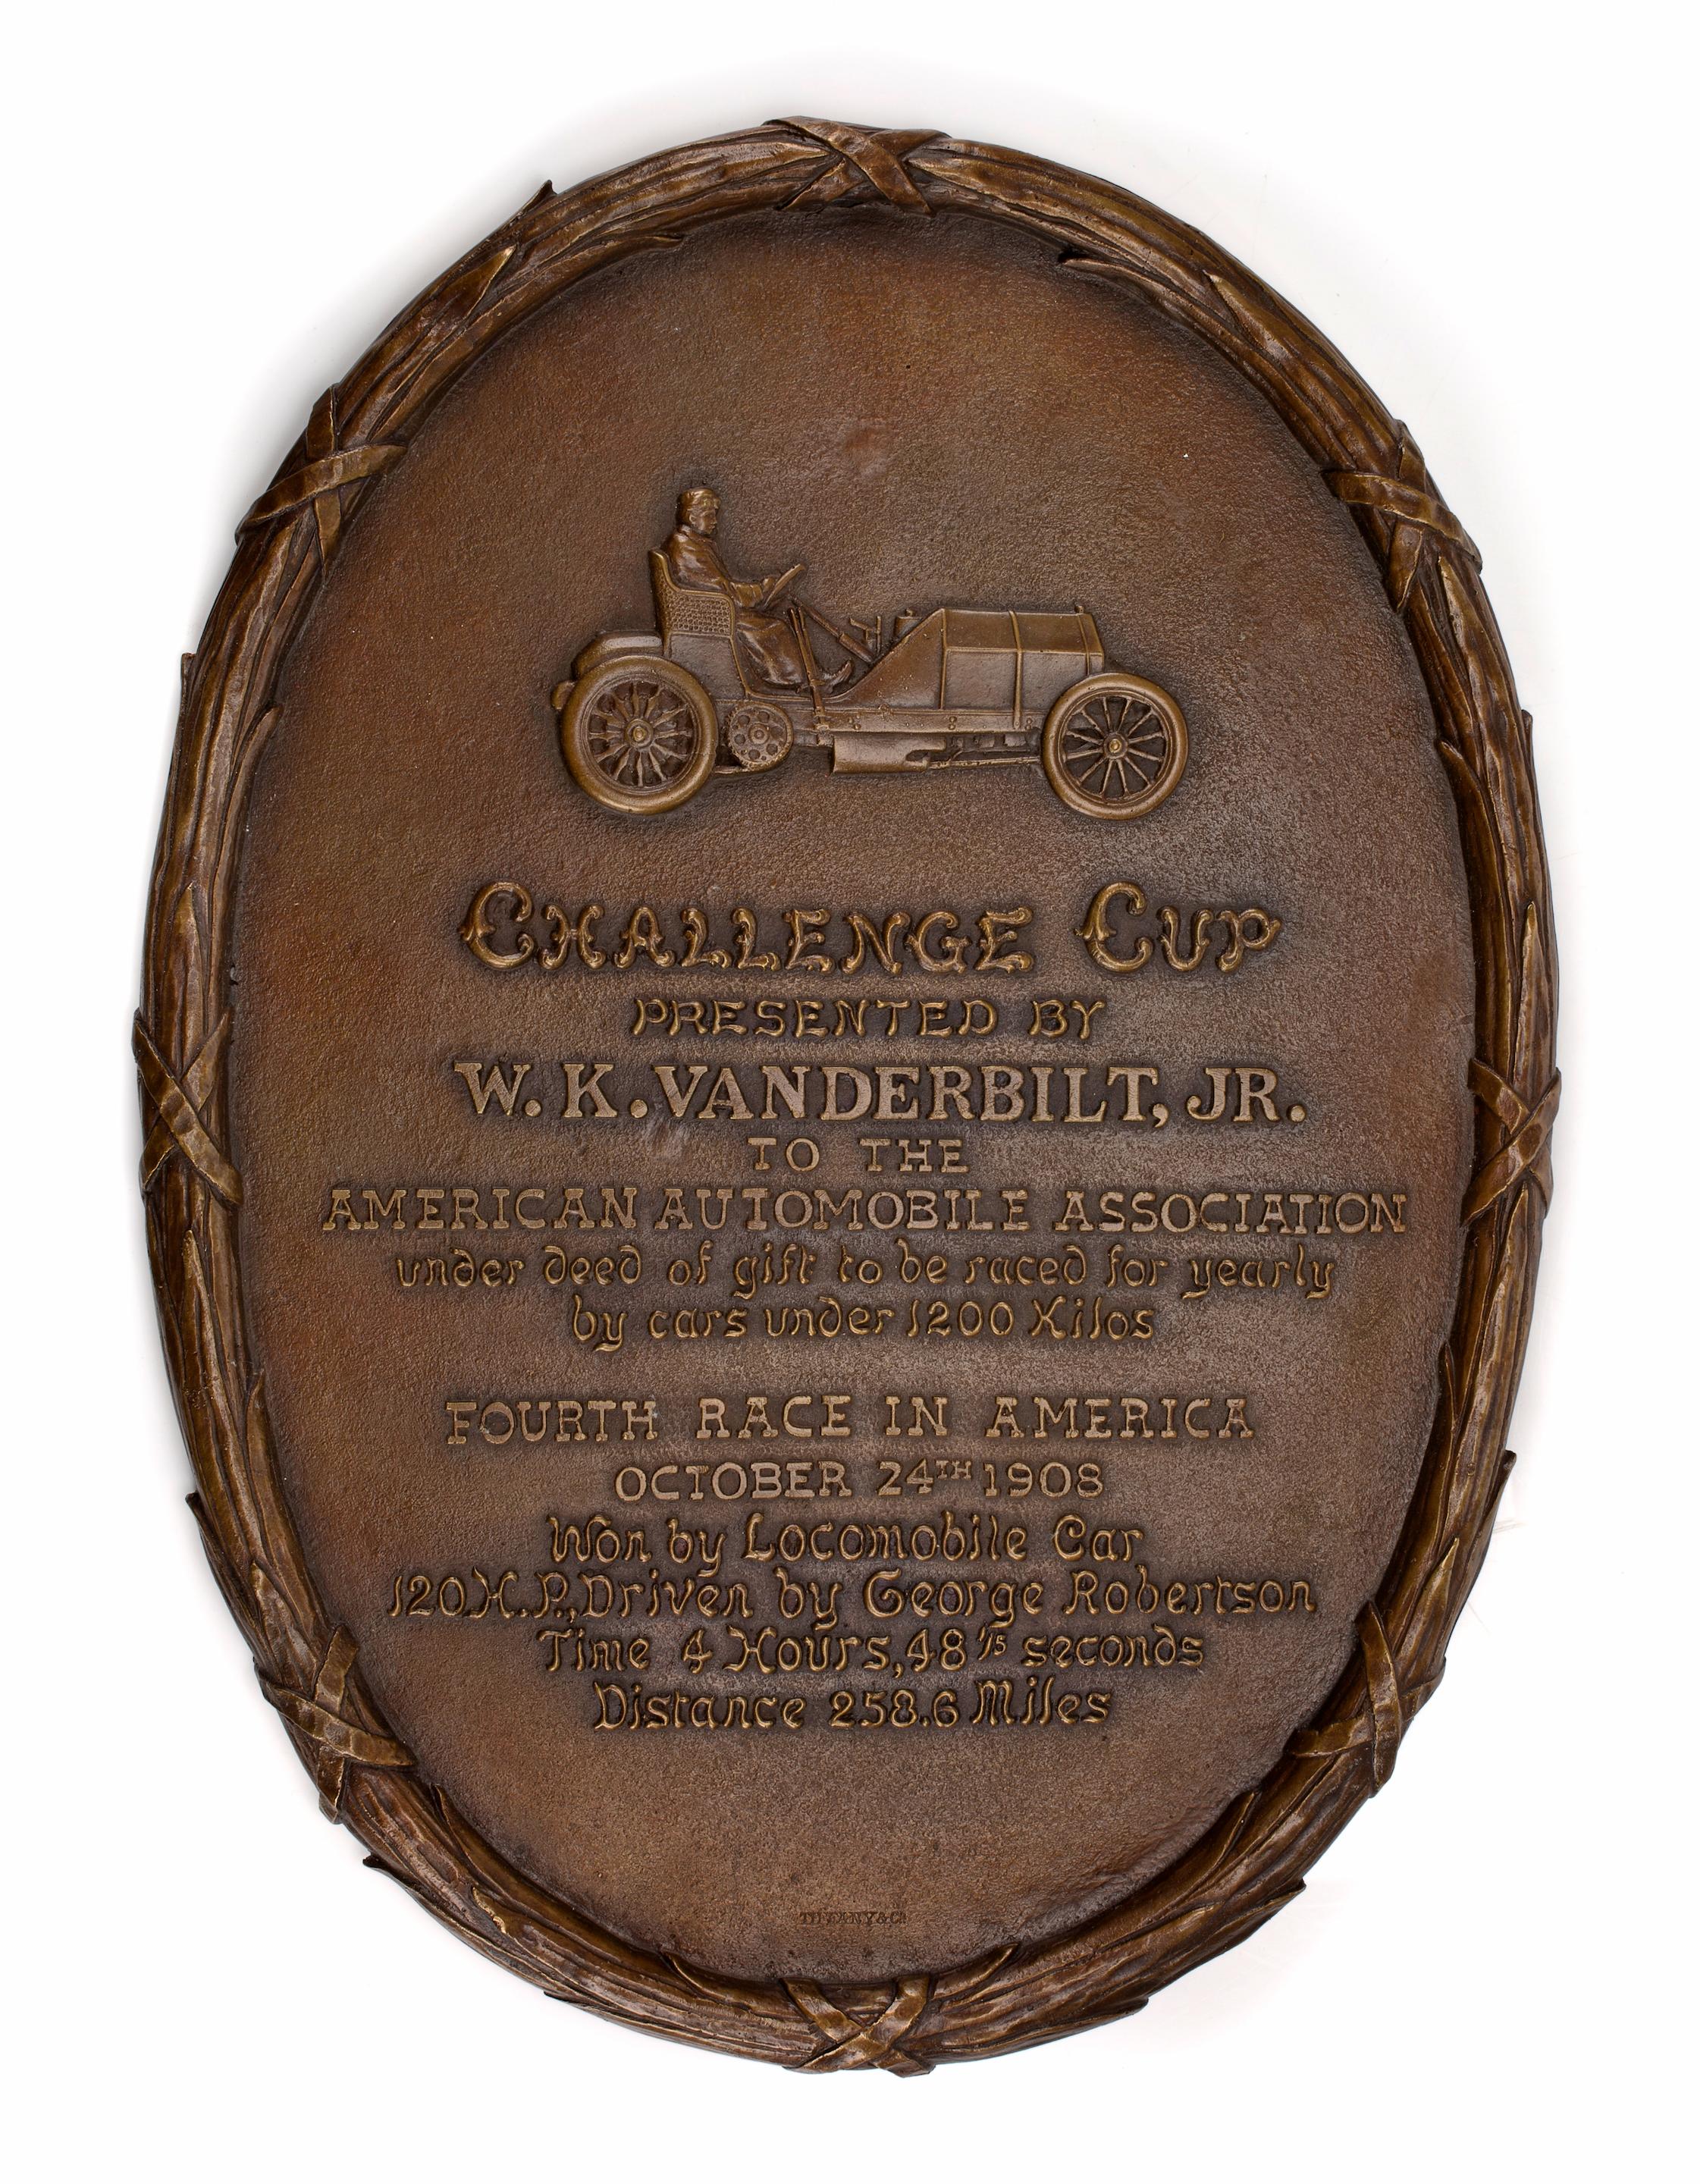 CHALLENGE CUP
PRESENTED BY
W. K. VANDERBILT, JR.
TO THE
AMERICAN AUTOMOBILE ASSOCIATION
under deed of gift to be raced for yearly
by cars under 1200 Kilos
FOURTH RACE IN AMERICA
OCTOBER 24TH 1908
Won by Locomobile Car
120 H.P., Driven by George Robertson
Time 4 Hours, 48 1/5 seconds
Distance 258.6 Miles
TIFFANY & Co